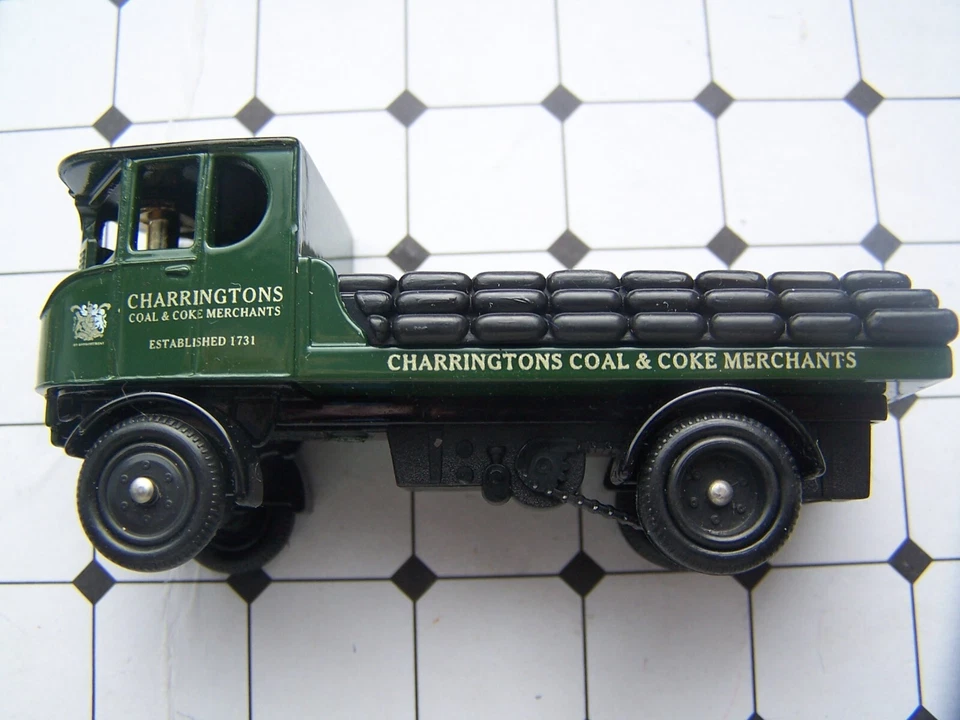 CHARRINGTONS
COAL & COKE MERCHANTS
ESTABLISHED 1731
CHARRINGTONS COAL & COKE MERCHANTS